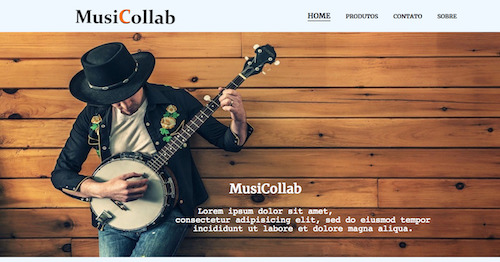 MusiCollab
HOME PRODUTOS CONTATO SOBRE
MusiCollab
Lorem ipsum dolor sit amet,
consectetur adipisicing elit, sed do eiusmod tempor
incididunt ut labore et dolore magna aliqua.